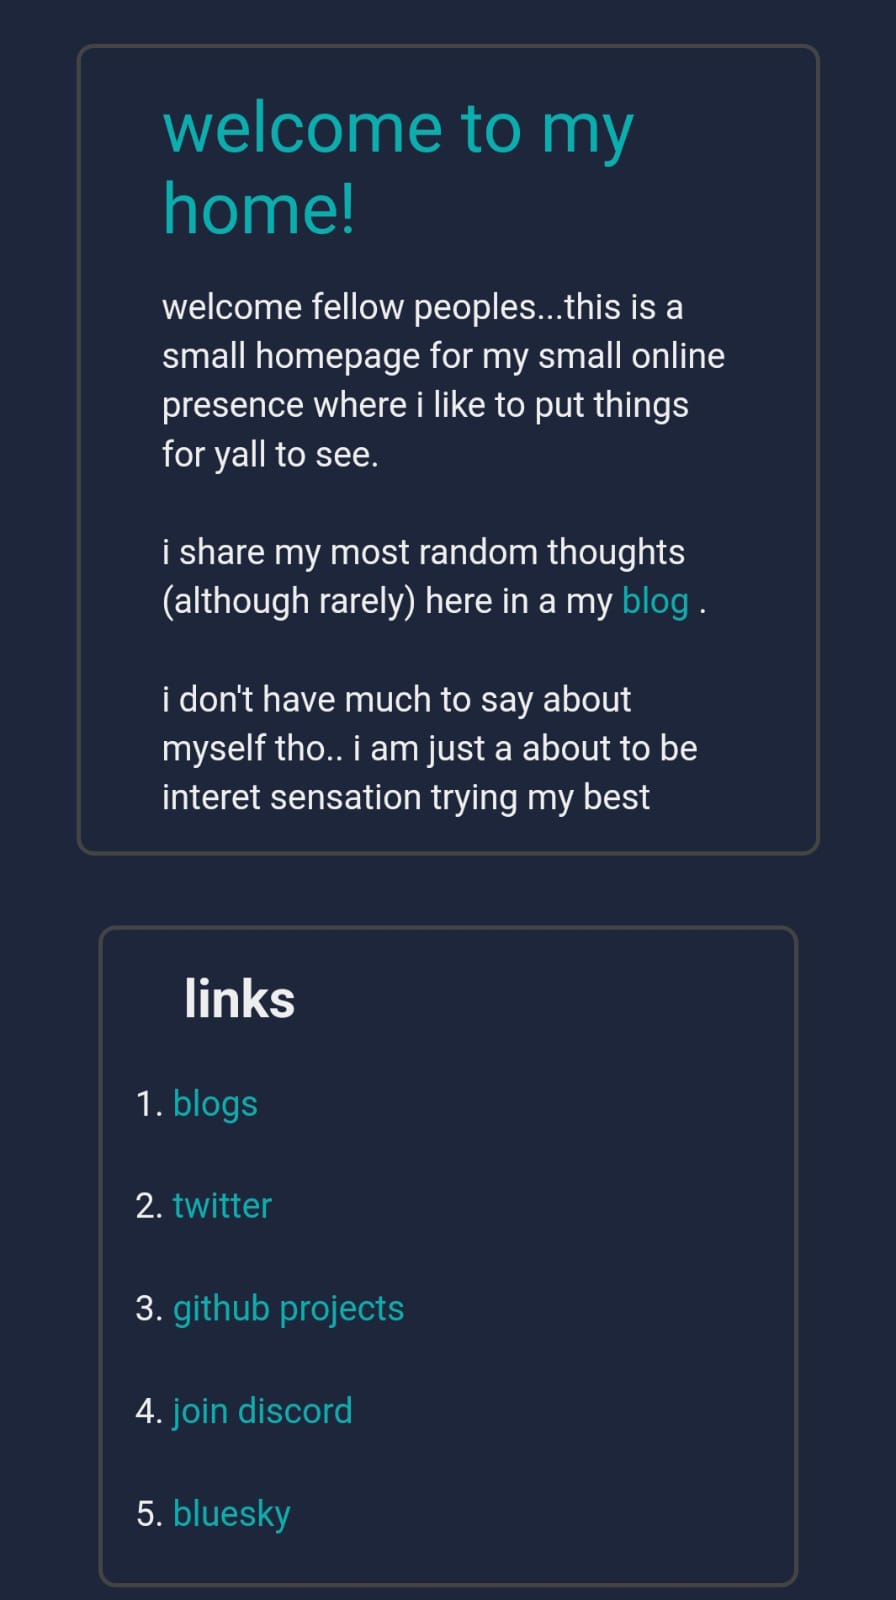 welcome to my
home!
welcome fellow peoples...this is a
small homepage for my small online
presence where i like to put things
for yall to see.
i share my most random thoughts
(although rarely) here in a my blog .
i don't have much to say about
myself tho.. i am just a about to be
interet sensation trying my best
links
1. blogs
2. twitter
3. github projects
4. join discord
5. bluesky